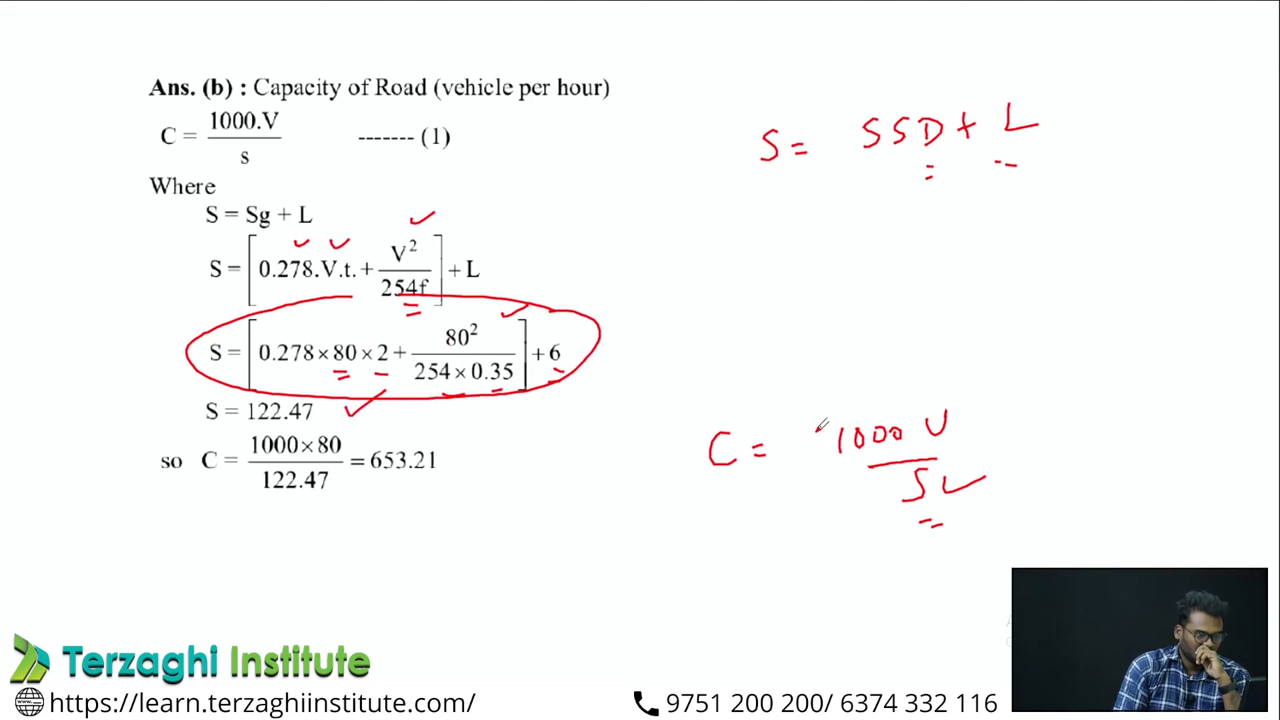 Ans. (b) : Capacity of Road (vehicle per hour)
C = 1000.V / s ------- (1)
Where
S = Sg + L
S = [0.278.V.t. + V² / 254f] + L
S = [0.278 × 80 × 2 + 80² / 254 × 0.35] + 6
S = 122.47
so C = 1000×80 / 122.47 = 653.21
S = SSD + L
C = 1000 V / S
Terzaghi Institute
https://learn.terzaghiinstitute.com/
9751 200 200/ 6374 332 116